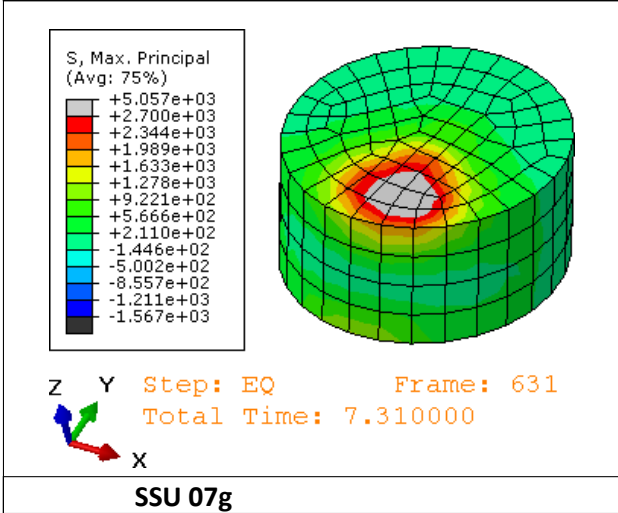 S, Max. Principal
(Avg: 75%)
+5.057e+03
+2.700e+03
+2.344e+03
+1.989e+03
+1.633e+03
+1.278e+03
+9.221e+02
+5.666e+02
+2.110e+02
-1.446e+02
-5.002e+02
-8.557e+02
-1.211e+03
-1.567e+03
Z Y X
Step: EQ Frame: 631
Total Time: 7.310000
SSU 07g